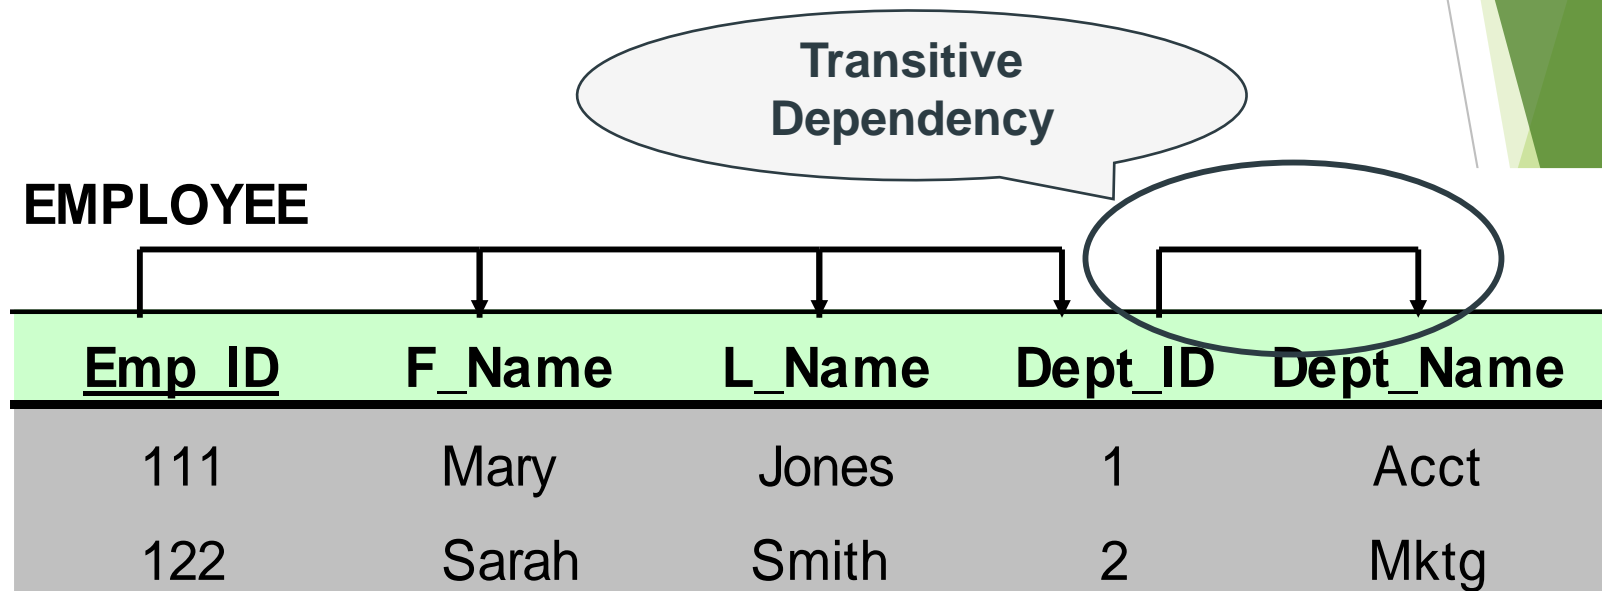 Transitive
Dependency
EMPLOYEE
Emp_ID F_Name L_Name Dept_ID Dept_Name
111 Mary Jones 1 Acct
122 Sarah Smith 2 Mktg